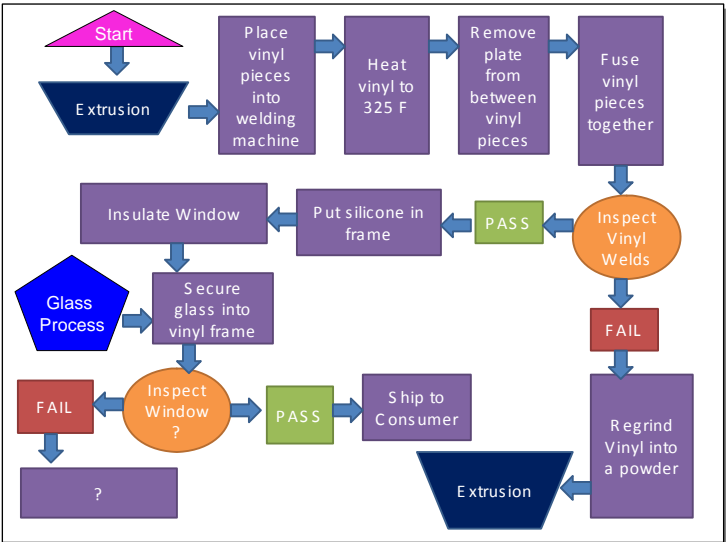 Start
Extrusion
Place
vinyl
pieces
into
welding
machine
Heat
vinyl to
325 F
Remove
plate
from
between
vinyl
pieces
Fuse
vinyl
pieces
together
Inspect
Vinyl
Welds
PASS
Put silicone in
frame
Insulate Window
Glass
Process
Secure
glass into
vinyl frame
Inspect
Window
?
FAIL
?
PASS
Ship to
Consumer
FAIL
Regrind
Vinyl into
a powder
Extrusion